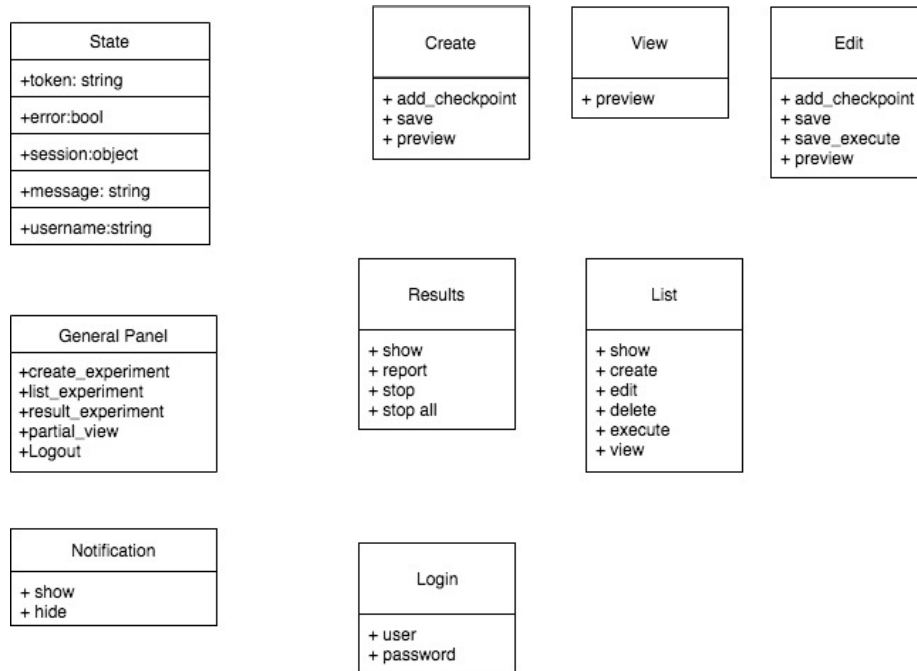 State
+token: string
+error:bool
+session:object
+message: string
+username:string
Create
+ add_checkpoint
+ save
+ preview
View
+ preview
Edit
+ add_checkpoint
+ save
+ save_execute
+ preview
General Panel
+create_experiment
+list_experiment
+result_experiment
+partial_view
+Logout
Results
+ show
+ report
+ stop
+ stop all
List
+ show
+ create
+ edit
+ delete
+ execute
+ view
Notification
+ show
+ hide
Login
+ user
+ password